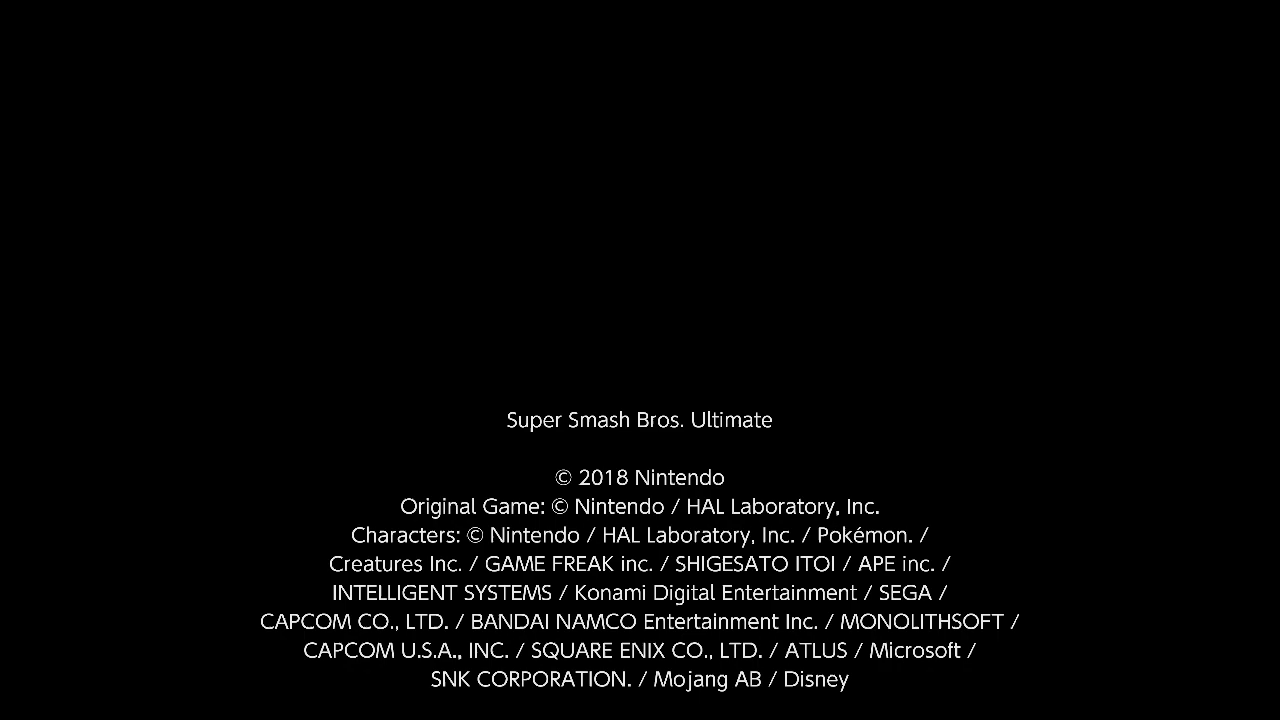 Super Smash Bros. Ultimate
© 2018 Nintendo
Original Game: © Nintendo / HAL Laboratory, Inc.
Characters: © Nintendo / HAL Laboratory, Inc. / Pokémon. /
Creatures Inc. / GAME FREAK inc. / SHIGESATO ITOI / APE inc. /
INTELLIGENT SYSTEMS / Konami Digital Entertainment / SEGA /
CAPCOM CO., LTD. / BANDAI NAMCO Entertainment Inc. / MONOLITHSOFT /
CAPCOM U.S.A., INC. / SQUARE ENIX CO., LTD. / ATLUS / Microsoft /
SNK CORPORATION. / Mojang AB / Disney